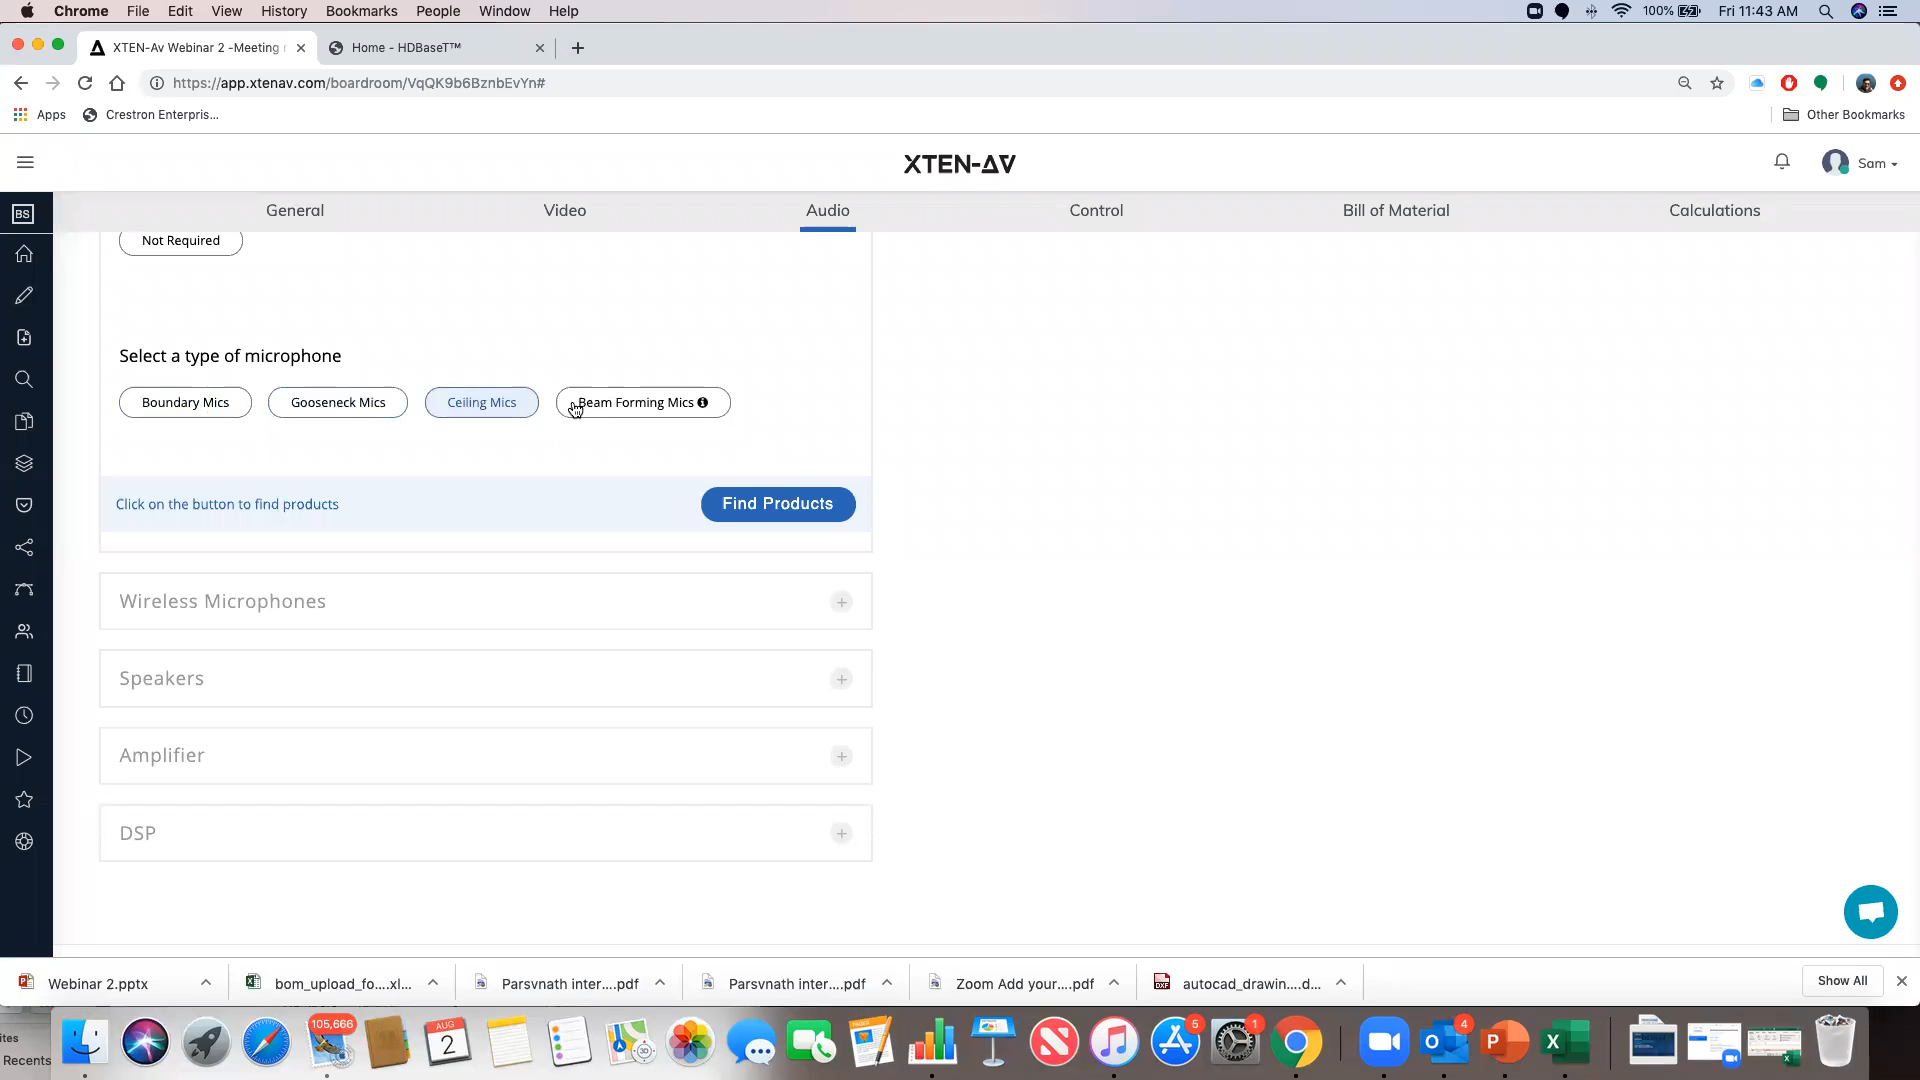 Chrome File Edit View History Bookmarks People Window Help 100% Fri 11:43 AM
XTEN-Av Webinar 2 -Meeting Home - HDBaseT™
https://app.xtenav.com/boardroom/VqQK9b6BznbEvYn#
Apps Crestron Enterpris... Other Bookmarks
XTEN-AV Sam
BS General Video Audio Control Bill of Material Calculations
Not Required
Select a type of microphone
Boundary Mics Gooseneck Mics Ceiling Mics Beam Forming Mics
Click on the button to find products Find Products
Wireless Microphones
Speakers
Amplifier
DSP
Webinar 2.pptx bom_upload_fo....xl... Parsvnath inter....pdf Parsvnath inter....pdf Zoom Add your....pdf autocad_drawin....d... Show All
105,666 AUG 2 5 1 4
ites
Recents